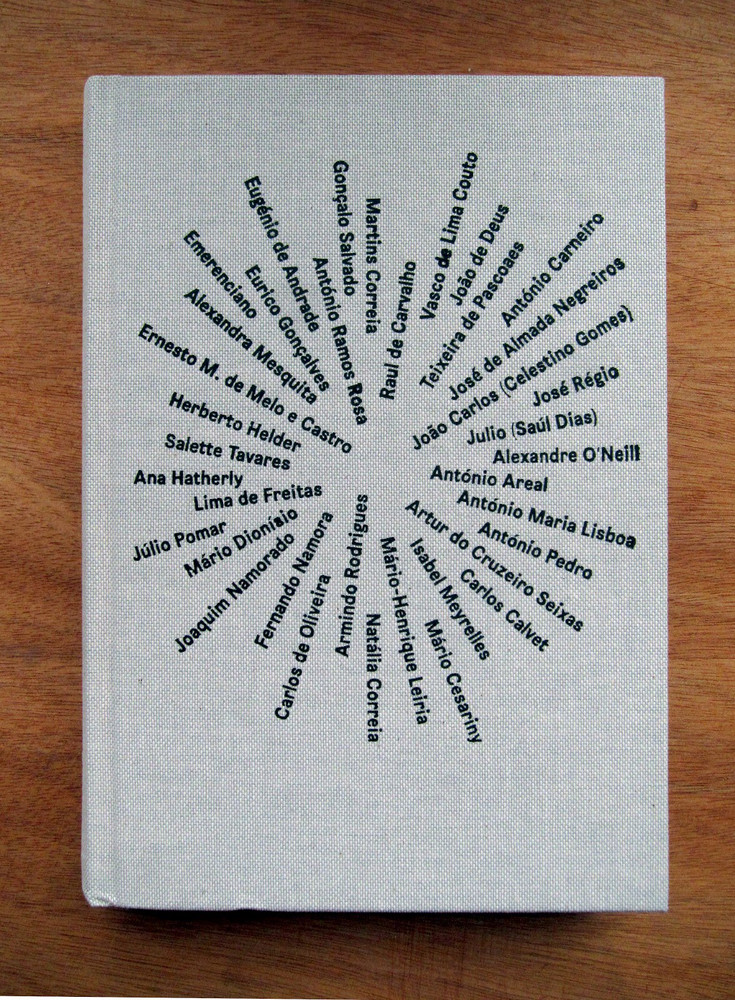 Raul de Carvalho
Vasco de Lima Couto
João de Deus
Teixeira de Pascoaes
António Carneiro
José de Almada Negreiros
João Carlos (Celestino Gomes)
José Régio
Julio (Saúl Dias)
Alexandre O'Neill
António Areal
António Maria Lisboa
António Pedro
Artur do Cruzeiro Seixas
Carlos Calvet
Isabel Meyrelles
Mário Cesariny
Mário-Henrique Leiria
Natália Correia
Armindo Rodrigues
Carlos de Oliveira
Fernando Namora
Joaquim Namorado
Mário Dionísio
Júlio Pomar
Lima de Freitas
Ana Hatherly
Salette Tavares
Herberto Helder
Ernesto M. de Melo e Castro
Alexandra Mesquita
Emerenciano
Eurico Gonçalves
Eugénio de Andrade
António Ramos Rosa
Gonçalo Salvado
Martins Correia